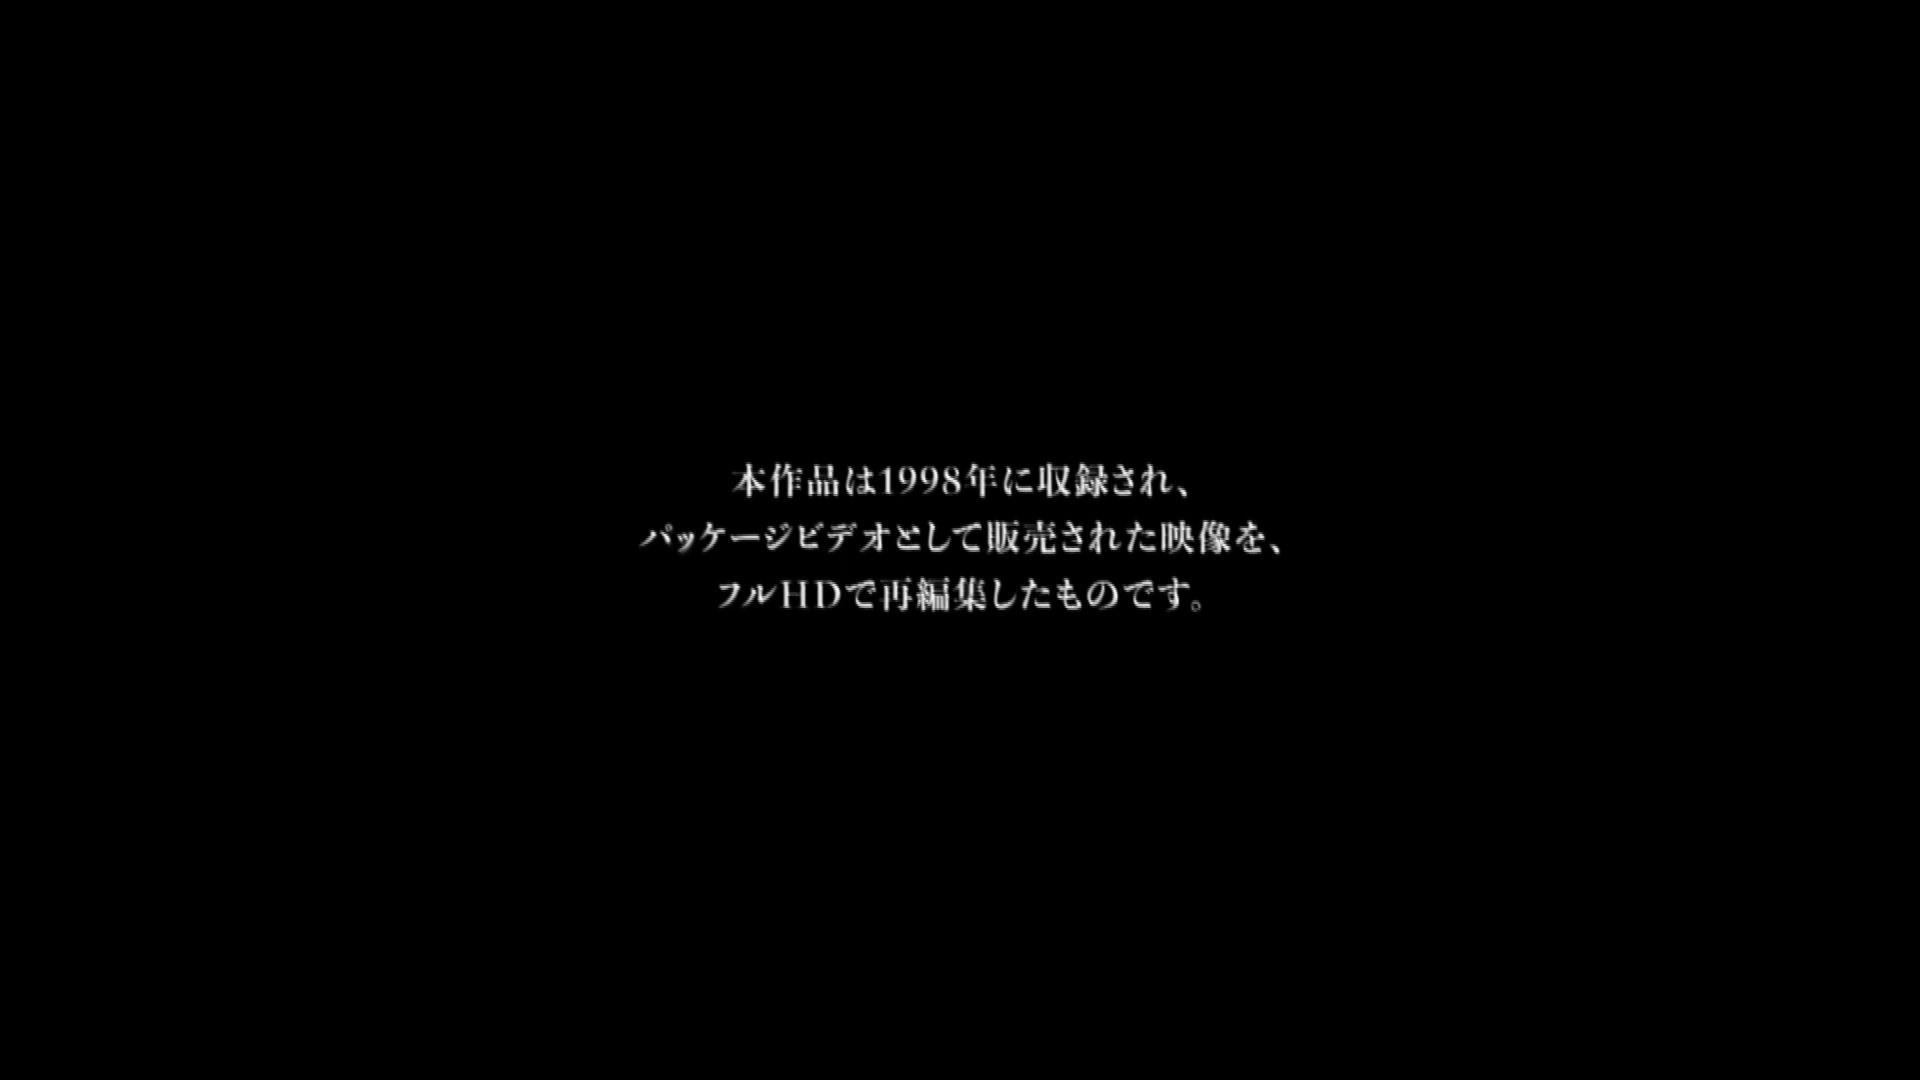 本作品は1998年に収録され、
パッケージビデオとして販売された映像を、
フルHDで再編集したものです。